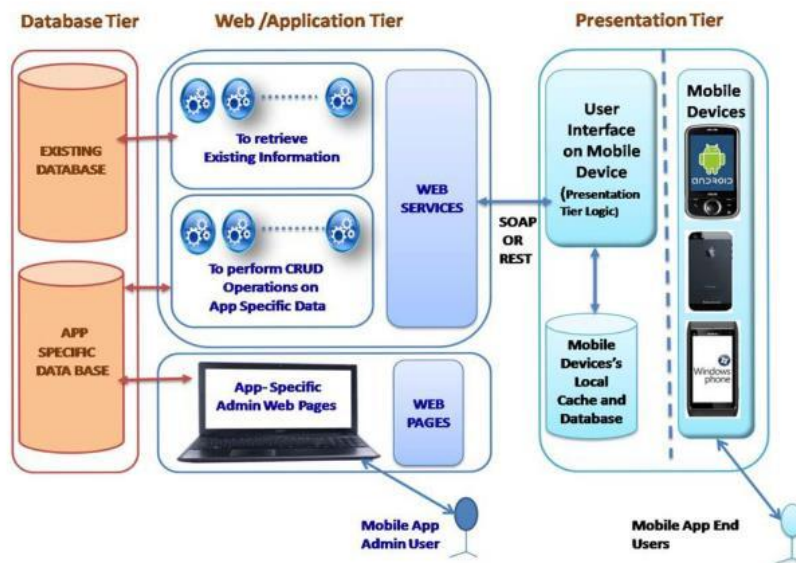 Database Tier
Web /Application Tier
Presentation Tier
EXISTING
DATABASE
APP
SPECIFIC
DATA BASE
To retrieve
Existing Information
To perform CRUD
Operations on
App Specific Data
WEB
SERVICES
App- Specific
Admin Web Pages
WEB
PAGES
Mobile App
Admin User
SOAP
OR
REST
User
Interface
on Mobile
Device
(Presentation
Tier Logic)
Mobile
Devices's
Local
Cache and
Database
Mobile
Devices
ANDROID
Windows
phone
Mobile App End
Users